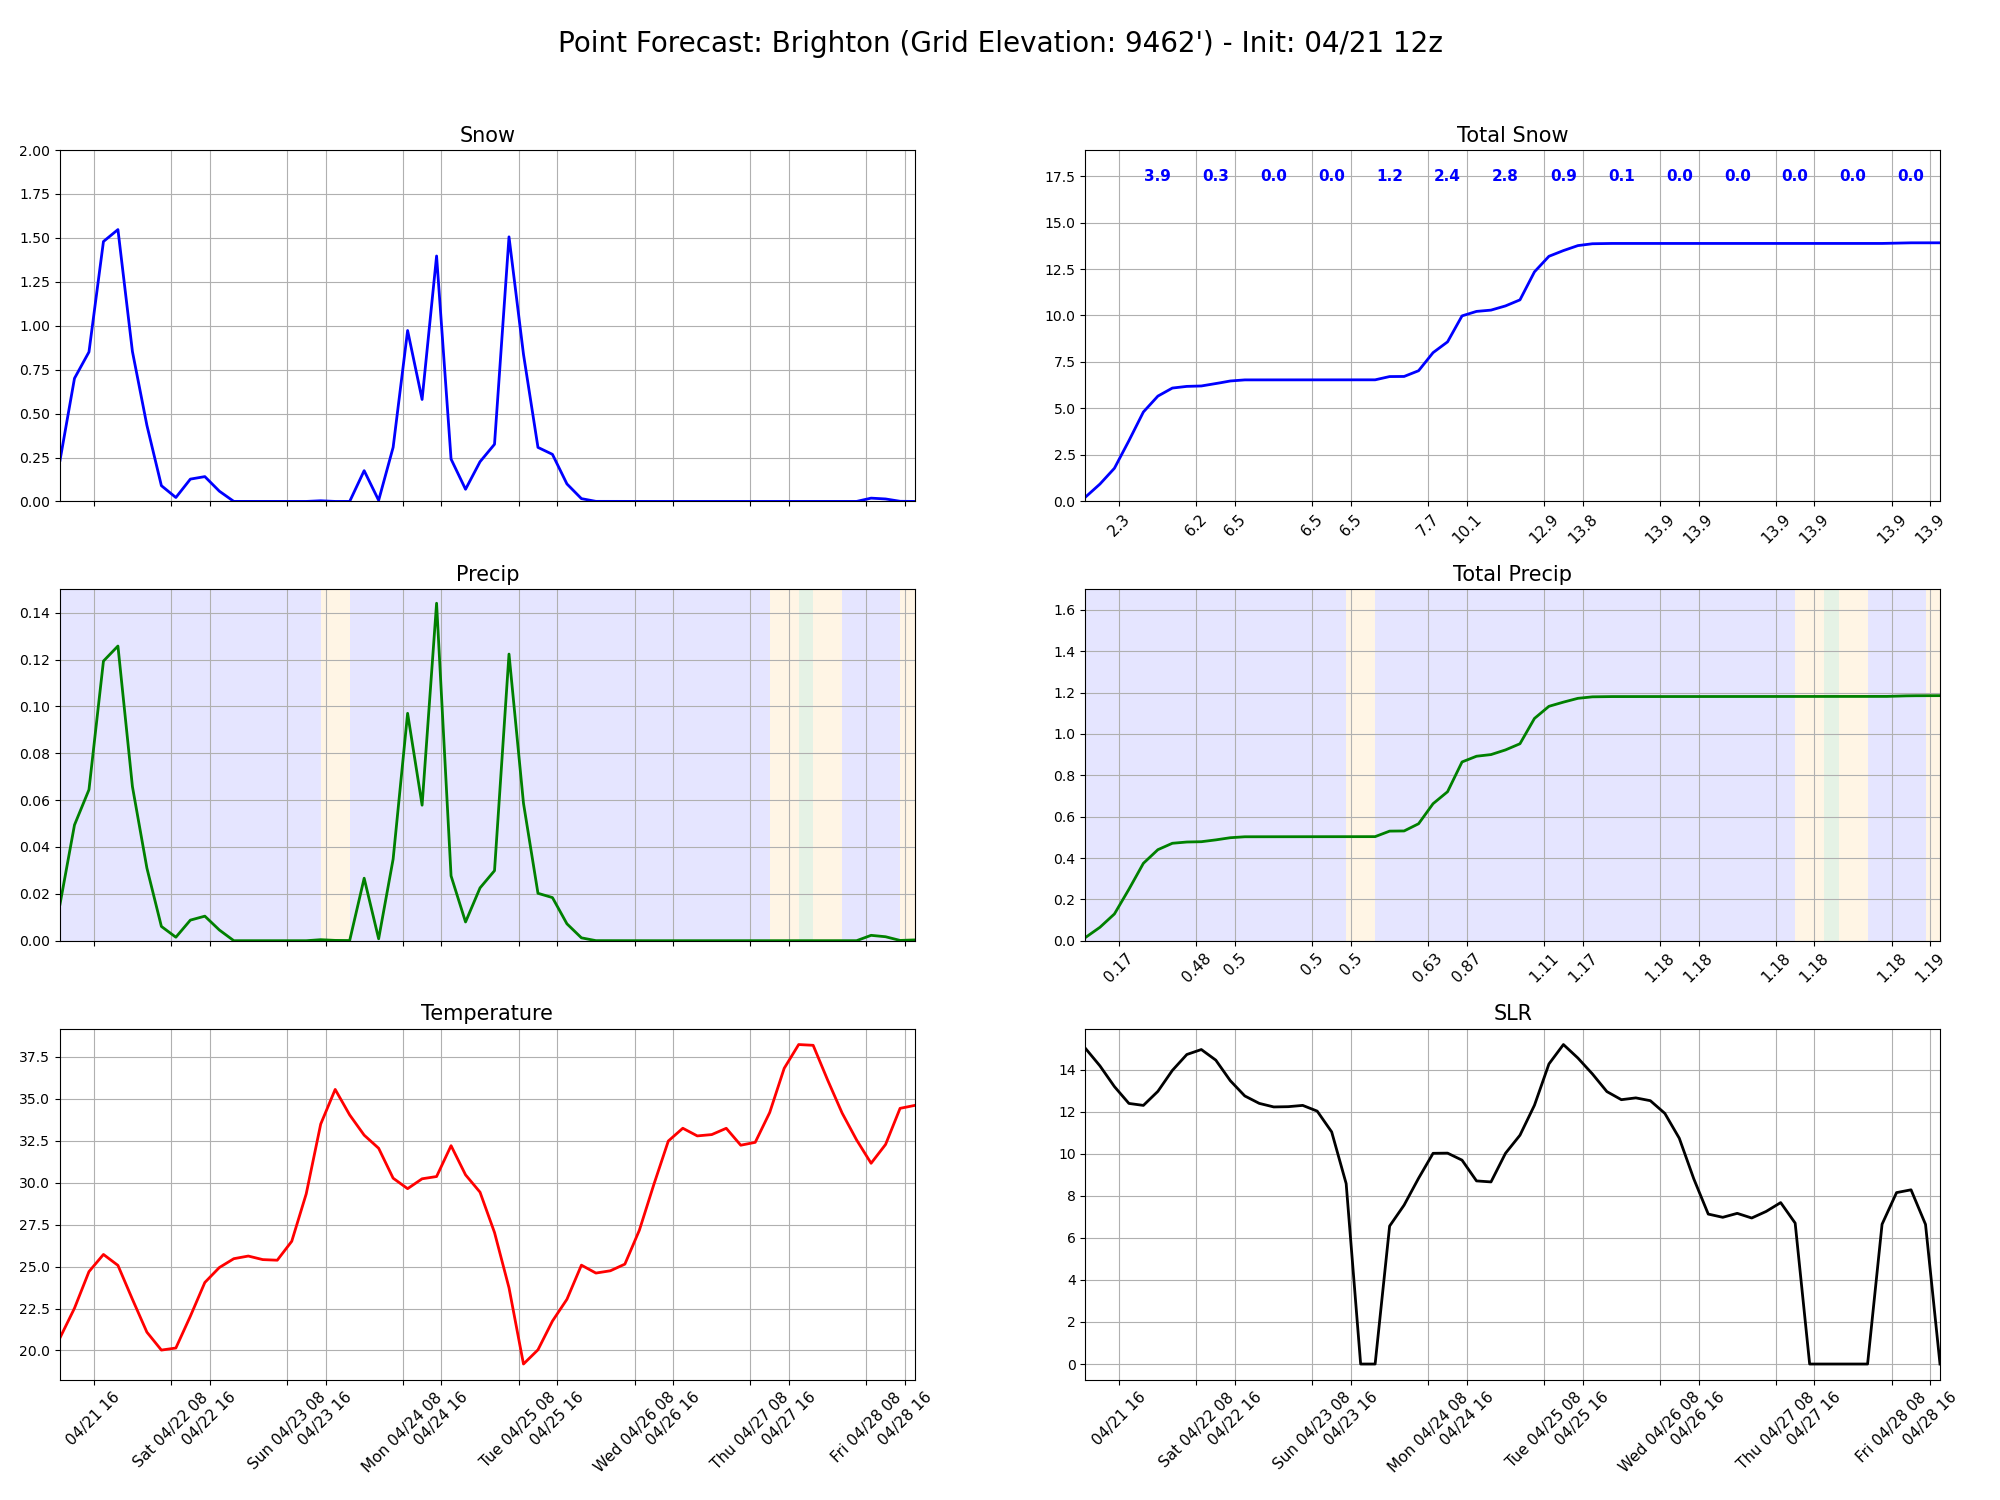 Point Forecast: Brighton (Grid Elevation: 9462') - Init: 04/21 12z
Snow
2.00
1.75
1.50
1.25
1.00
0.75
0.50
0.25
0.00
Total Snow
17.5
15.0
12.5
10.0
7.5
5.0
2.5
0.0
3.9 0.3 0.0 0.0 1.2 2.4 2.8 0.9 0.1 0.0 0.0 0.0 0.0 0.0
2.3 6.2 6.5 6.5 6.5 7.7 10.1 12.9 13.8 13.9 13.9 13.9 13.9 13.9 13.9
Precip
0.14
0.12
0.10
0.08
0.06
0.04
0.02
0.00
Total Precip
1.6
1.4
1.2
1.0
0.8
0.6
0.4
0.2
0.0
0.17 0.48 0.5 0.5 0.5 0.63 0.87 1.11 1.17 1.18 1.18 1.18 1.18 1.18 1.19
Temperature
37.5
35.0
32.5
30.0
27.5
25.0
22.5
20.0
04/21 16
Sat 04/22 08
04/22 16
Sun 04/23 08
04/23 16
Mon 04/24 08
04/24 16
Tue 04/25 08
04/25 16
Wed 04/26 08
04/26 16
Thu 04/27 08
04/27 16
Fri 04/28 08
04/28 16
SLR
14
12
10
8
6
4
2
0
04/21 16
Sat 04/22 08
04/22 16
Sun 04/23 08
04/23 16
Mon 04/24 08
04/24 16
Tue 04/25 08
04/25 16
Wed 04/26 08
04/26 16
Thu 04/27 08
04/27 16
Fri 04/28 08
04/28 16